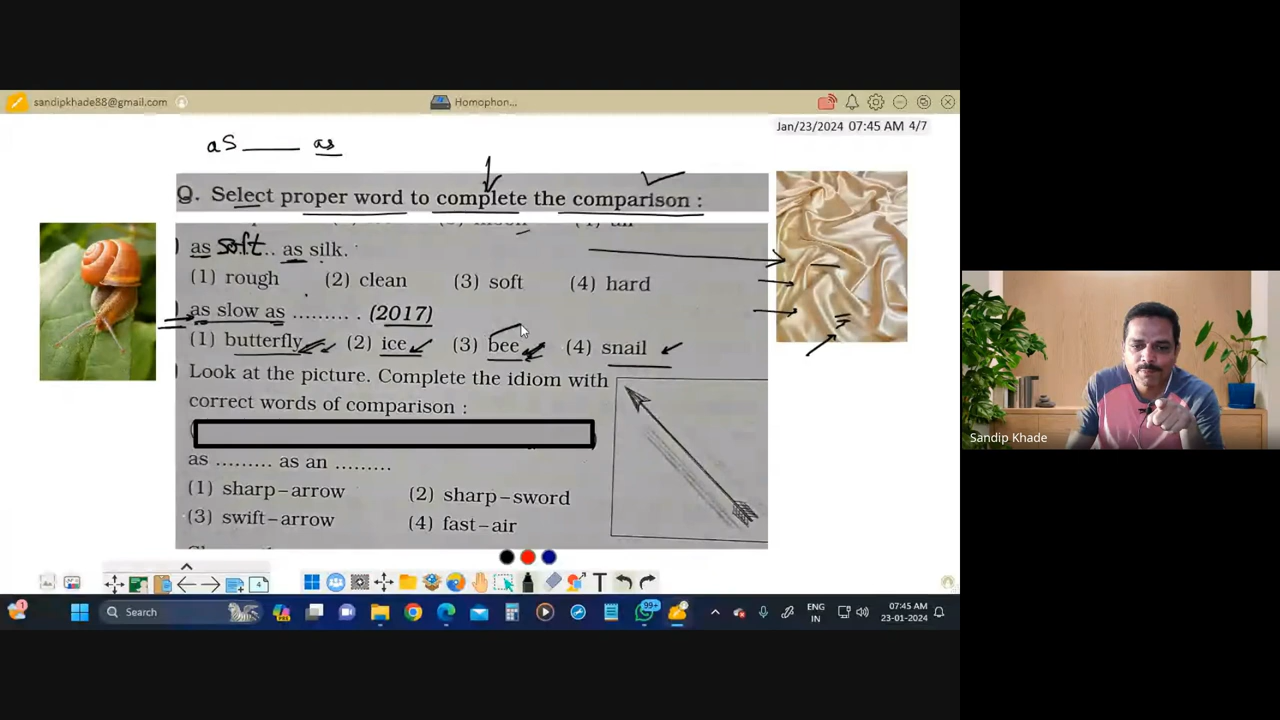 sandipkhade88@gmail.com
Homophon...
Jan/23/2024 07:45 AM 4/7
as ____ as
Q. Select proper word to complete the comparison :
as soft .. as silk.
(1) rough (2) clean (3) soft (4) hard
as slow as ......... . (2017)
(1) butterfly (2) ice (3) bee (4) snail
Look at the picture. Complete the idiom with
correct words of comparison :
as ......... as an .........
(1) sharp–arrow (2) sharp–sword
(3) swift–arrow (4) fast–air
Sandip Khade
4
T
Search
99+
ENG
IN
07:45 AM
23-01-2024